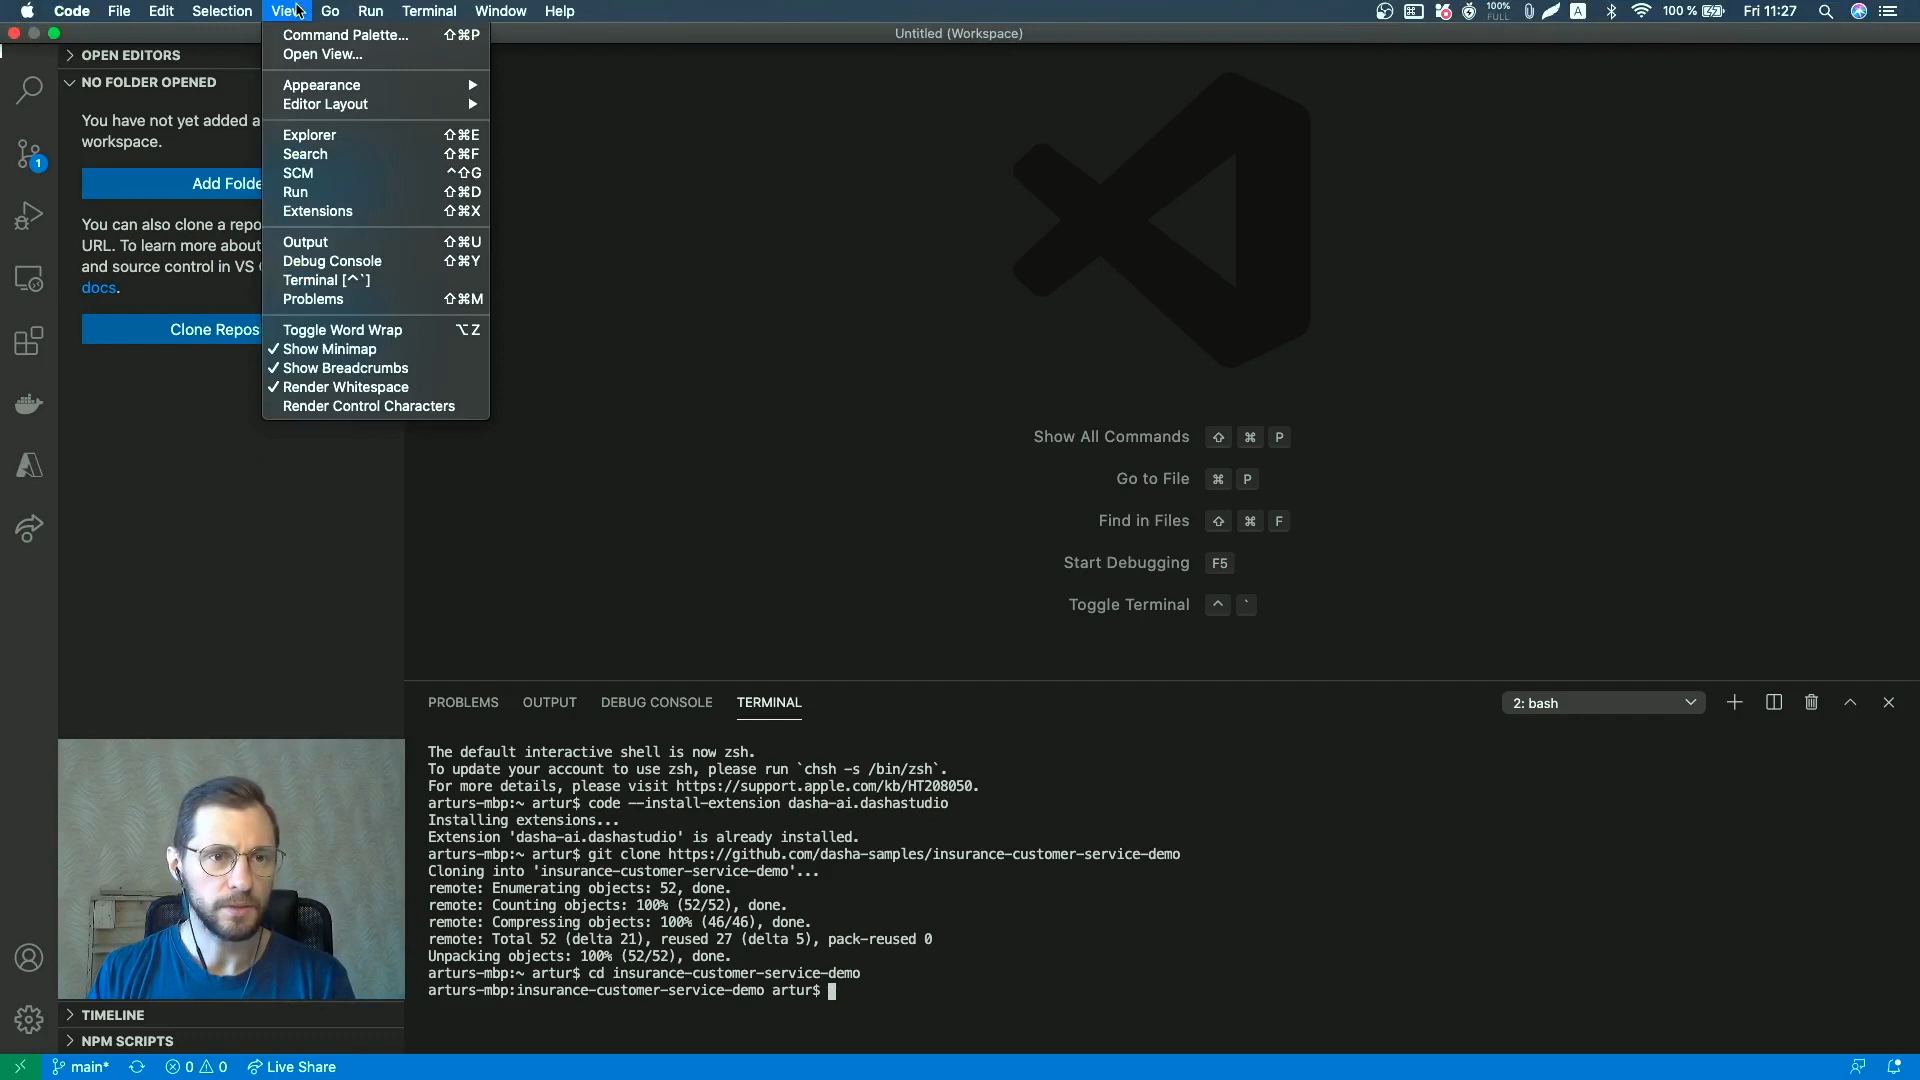 Code File Edit Selection View Go Run Terminal Window Help
100% FULL A 100 % Fri 11:27
Untitled (Workspace)
OPEN EDITORS
NO FOLDER OPENED
You have not yet added a
workspace.
Add Folde
You can also clone a repo
URL. To learn more about
and source control in VS
docs.
Clone Repos
Command Palette... ⇧⌘P
Open View...
Appearance
Editor Layout
Explorer ⇧⌘E
Search ⇧⌘F
SCM ^⇧G
Run ⇧⌘D
Extensions ⇧⌘X
Output ⇧⌘U
Debug Console ⇧⌘Y
Terminal [^`]
Problems ⇧⌘M
Toggle Word Wrap ⌥Z
✓ Show Minimap
✓ Show Breadcrumbs
✓ Render Whitespace
Render Control Characters
1
Show All Commands ⇧ ⌘ P
Go to File ⌘ P
Find in Files ⇧ ⌘ F
Start Debugging F5
Toggle Terminal ^ `
PROBLEMS OUTPUT DEBUG CONSOLE TERMINAL
2: bash
The default interactive shell is now zsh.
To update your account to use zsh, please run `chsh -s /bin/zsh`.
For more details, please visit https://support.apple.com/kb/HT208050.
arturs-mbp:~ artur$ code --install-extension dasha-ai.dashastudio
Installing extensions...
Extension 'dasha-ai.dashastudio' is already installed.
arturs-mbp:~ artur$ git clone https://github.com/dasha-samples/insurance-customer-service-demo
Cloning into 'insurance-customer-service-demo'...
remote: Enumerating objects: 52, done.
remote: Counting objects: 100% (52/52), done.
remote: Compressing objects: 100% (46/46), done.
remote: Total 52 (delta 21), reused 27 (delta 5), pack-reused 0
Unpacking objects: 100% (52/52), done.
arturs-mbp:~ artur$ cd insurance-customer-service-demo
arturs-mbp:insurance-customer-service-demo artur$
TIMELINE
NPM SCRIPTS
main* 0 0 Live Share